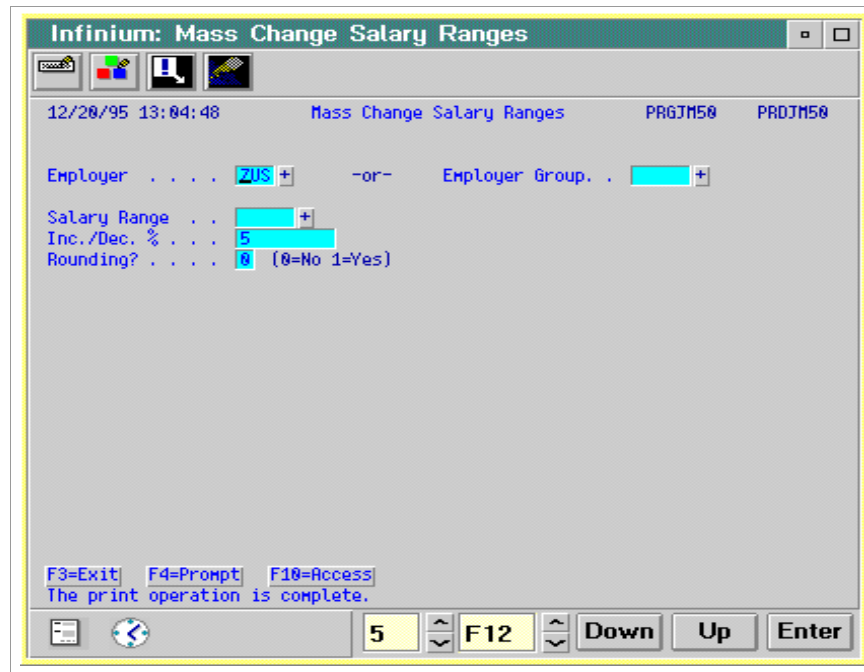 Infinium: Mass Change Salary Ranges
12/20/95 13:04:48 Mass Change Salary Ranges PRGJM50 PRDJM50
Employer . . . . ZUS + -or- Employer Group. . +
Salary Range . . +
Inc./Dec. % . . . 5
Rounding? . . . . 0 (0=No 1=Yes)
F3=Exit F4=Prompt F10=Access
The print operation is complete.
5 F12 Down Up Enter